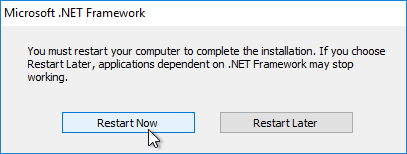 Microsoft .NET Framework
You must restart your computer to complete the installation. If you choose
Restart Later, applications dependent on .NET Framework may stop
working.
Restart Now
Restart Later